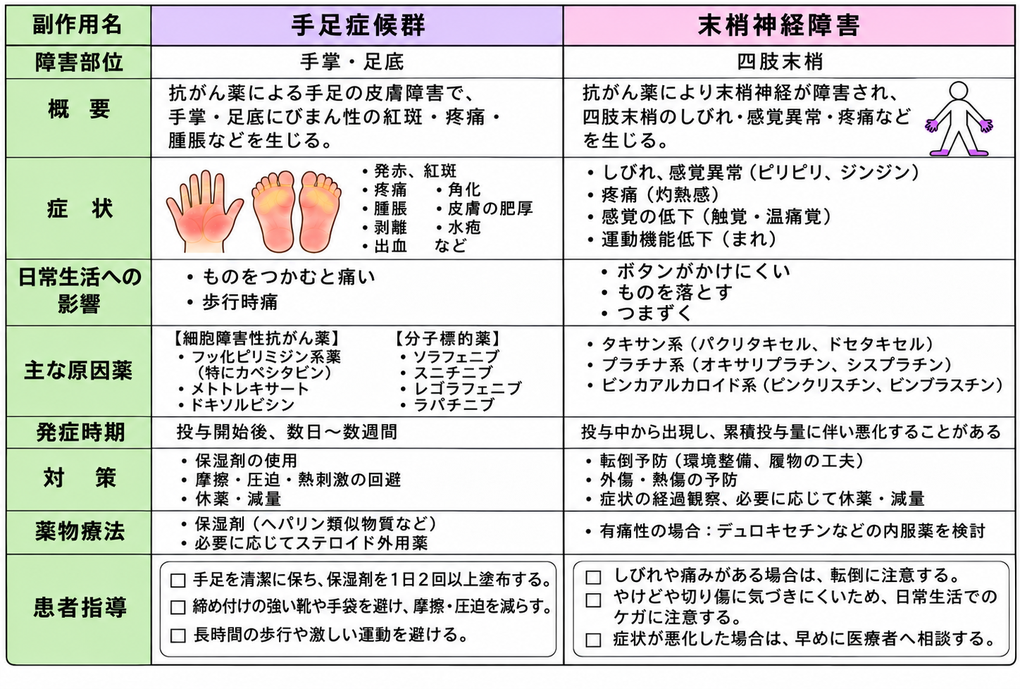 副作用名
手足症候群
末梢神経障害
障害部位
手掌・足底
四肢末梢
概 要
抗がん薬による手足の皮膚障害で、
手掌・足底にびまん性の紅斑・疼痛・
腫脹などを生じる。
抗がん薬により末梢神経が障害され、
四肢末梢のしびれ・感覚異常・疼痛など
を生じる。
症 状
・発赤、紅斑
・疼痛 ・角化
・腫脹 ・皮膚の肥厚
・剥離 ・水疱
・出血 など
・しびれ、感覚異常（ピリピリ、ジンジン）
・疼痛（灼熱感）
・感覚の低下（触覚・温痛覚）
・運動機能低下（まれ）
日常生活への
影響
・ものをつかむと痛い
・歩行時痛
・ボタンがかけにくい
・ものを落とす
・つまずく
主な原因薬
【細胞障害性抗がん薬】
・フッ化ピリミジン系薬
（特にカペシタビン）
・メトトレキサート
・ドキソルビシン
【分子標的薬】
・ソラフェニブ
・スニチニブ
・レゴラフェニブ
・ラパチニブ
・タキサン系（パクリタキセル、ドセタキセル）
・プラチナ系（オキサリプラチン、シスプラチン）
・ビンカアルカロイド系（ビンクリスチン、ビンブラスチン）
発症時期
投与開始後、数日～数週間
投与中から出現し、累積投与量に伴い悪化することがある
対 策
・保湿剤の使用
・摩擦・圧迫・熱刺激の回避
・休薬・減量
・転倒予防（環境整備、履物の工夫）
・外傷・熱傷の予防
・症状の経過観察、必要に応じて休薬・減量
薬物療法
・保湿剤（ヘパリン類似物質など）
・必要に応じてステロイド外用薬
・有痛性の場合：デュロキセチンなどの内服薬を検討
患者指導
□ 手足を清潔に保ち、保湿剤を1日2回以上塗布する。
□ 締め付けの強い靴や手袋を避け、摩擦・圧迫を減らす。
□ 長時間の歩行や激しい運動を避ける。
□ しびれや痛みがある場合は、転倒に注意する。
□ やけどや切り傷に気づきにくいため、日常生活での
ケガに注意する。
□ 症状が悪化した場合は、早めに医療者へ相談する。